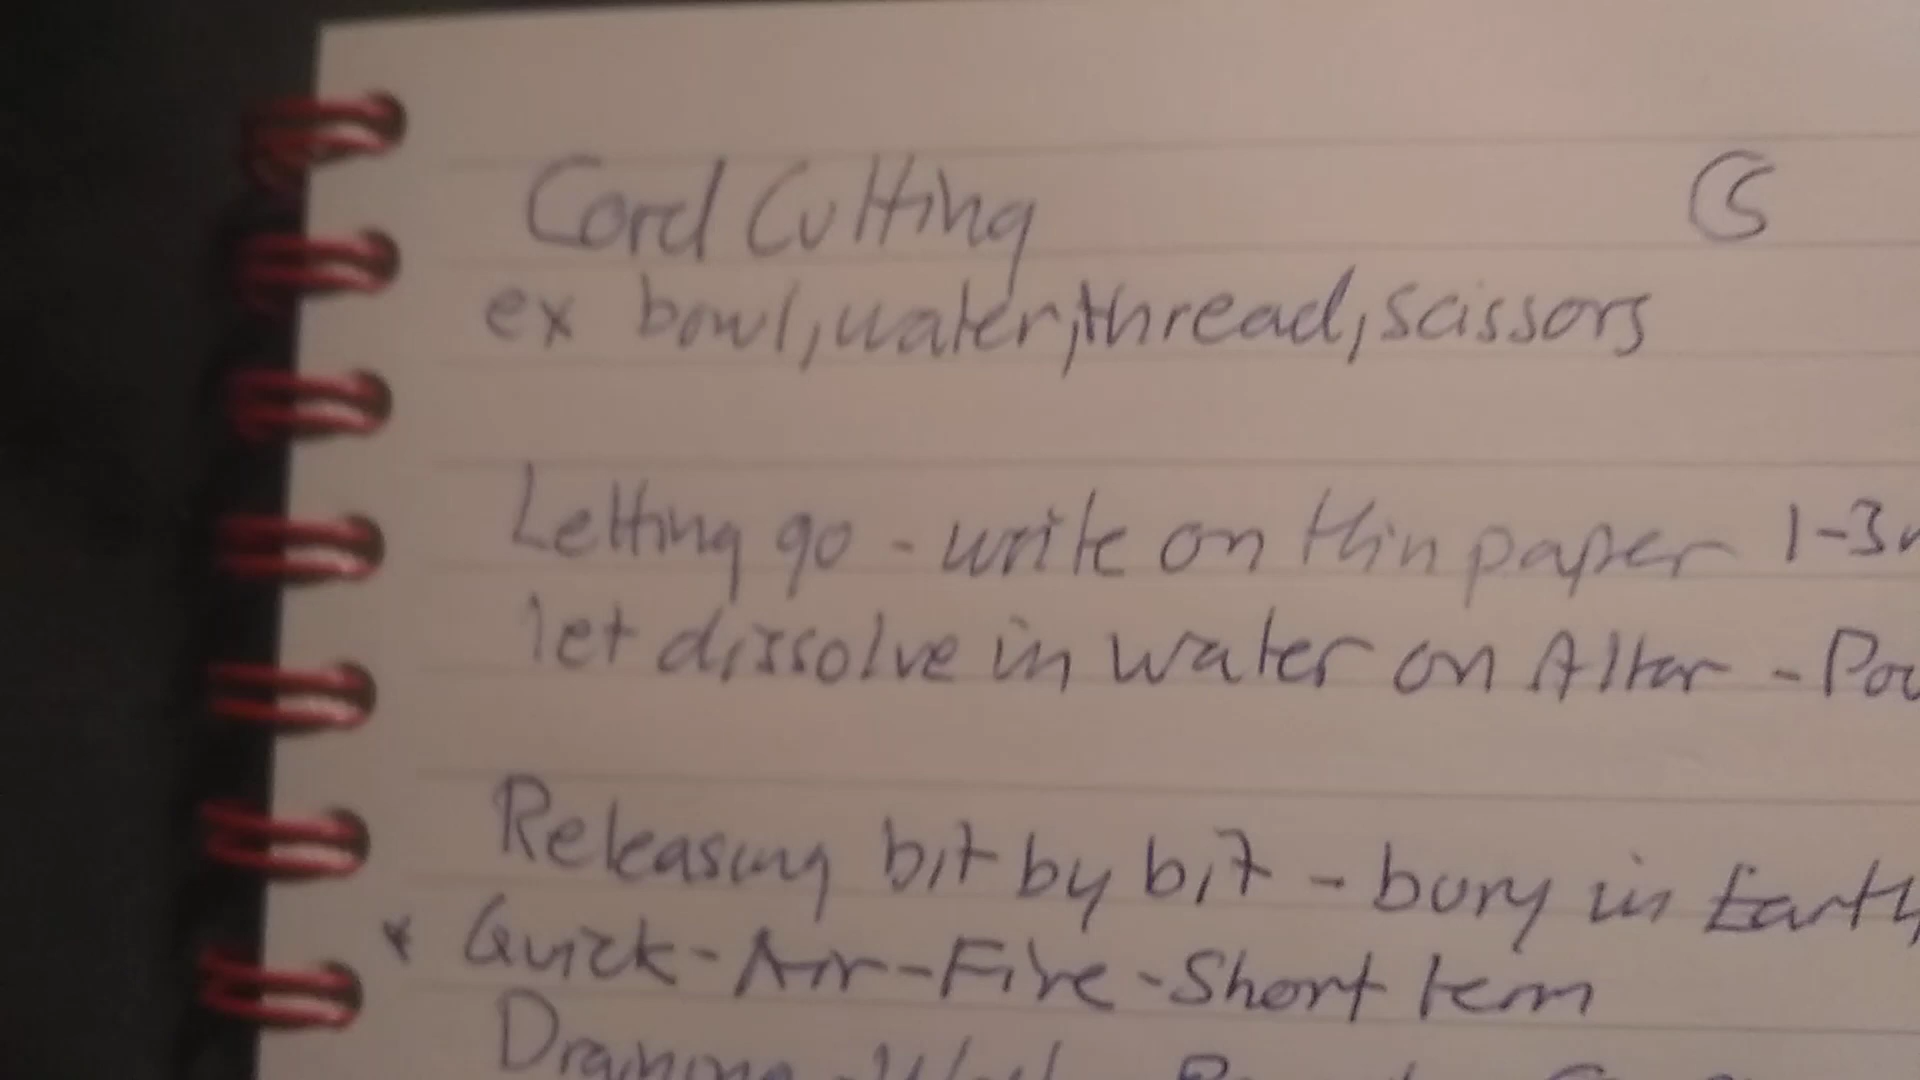 Cord Cutting
ex bowl, water, thread, scissors
Letting go - write on thin paper 1-3
let dissolve in water on Altar -
Releasing bit by bit - bury in Earth
* Quick - Air - Fire - Short term
Draining